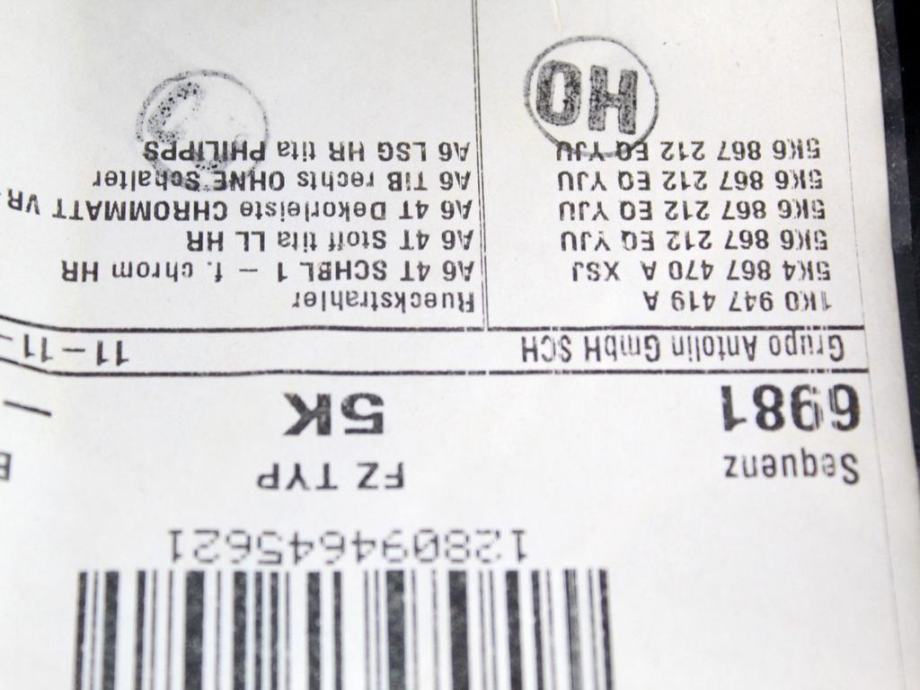 128094645621
Sequenz FZ TYP
6981 5K
Grupo Antolin GmbH SCH 11-11-
1K0 947 419 A Rueckstrahler
5K4 867 470 A XSJ A6 4T SCHBL 1 - f. chrom HR
5K6 867 212 EQ YJU A6 4T Stoff tita LL HR
5K6 867 212 EQ YJU A6 4T Dekorleiste CHROMMATT VR
5K6 867 212 EQ YJU A6 TIB rechts OHNE Schalter
5K6 867 212 EQ YJU A6 LSG HR tita PHILIPPS
HO